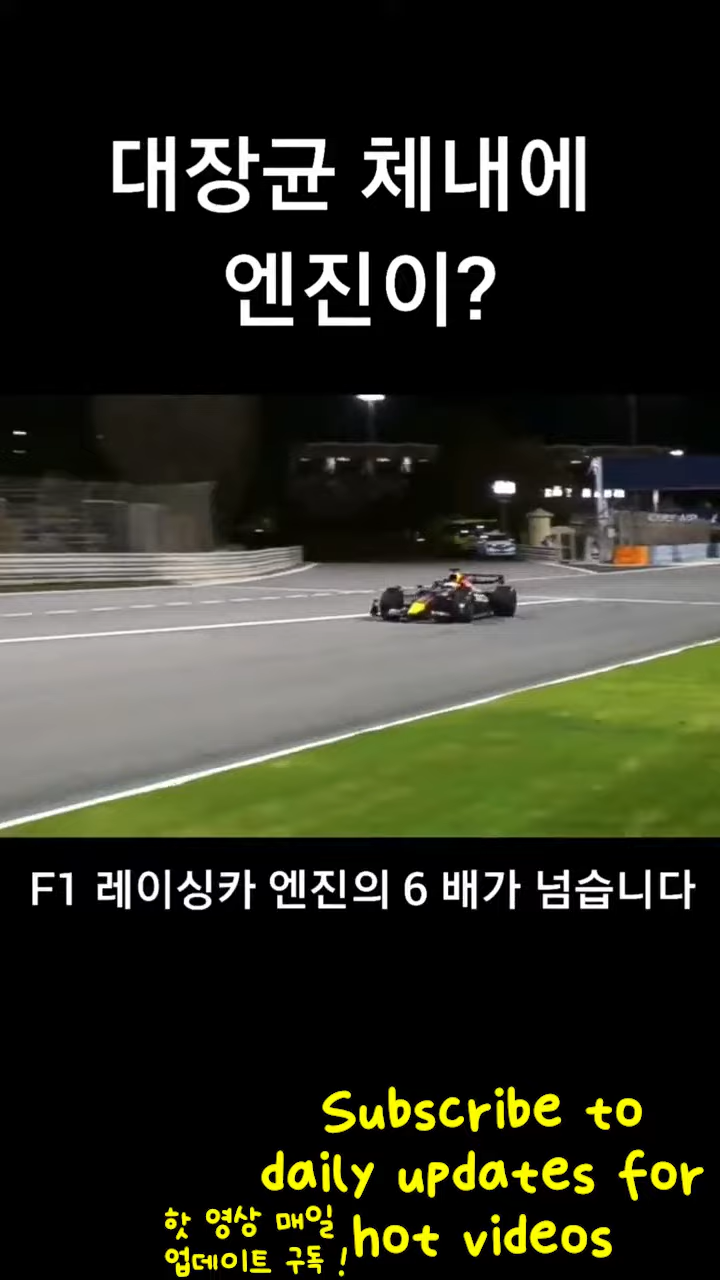 대장균 체내에
엔진이?
F1 레이싱카 엔진의 6 배가 넘습니다
Subscribe to
daily updates for
hot videos
핫 영상 매일
업데이트 구독 !